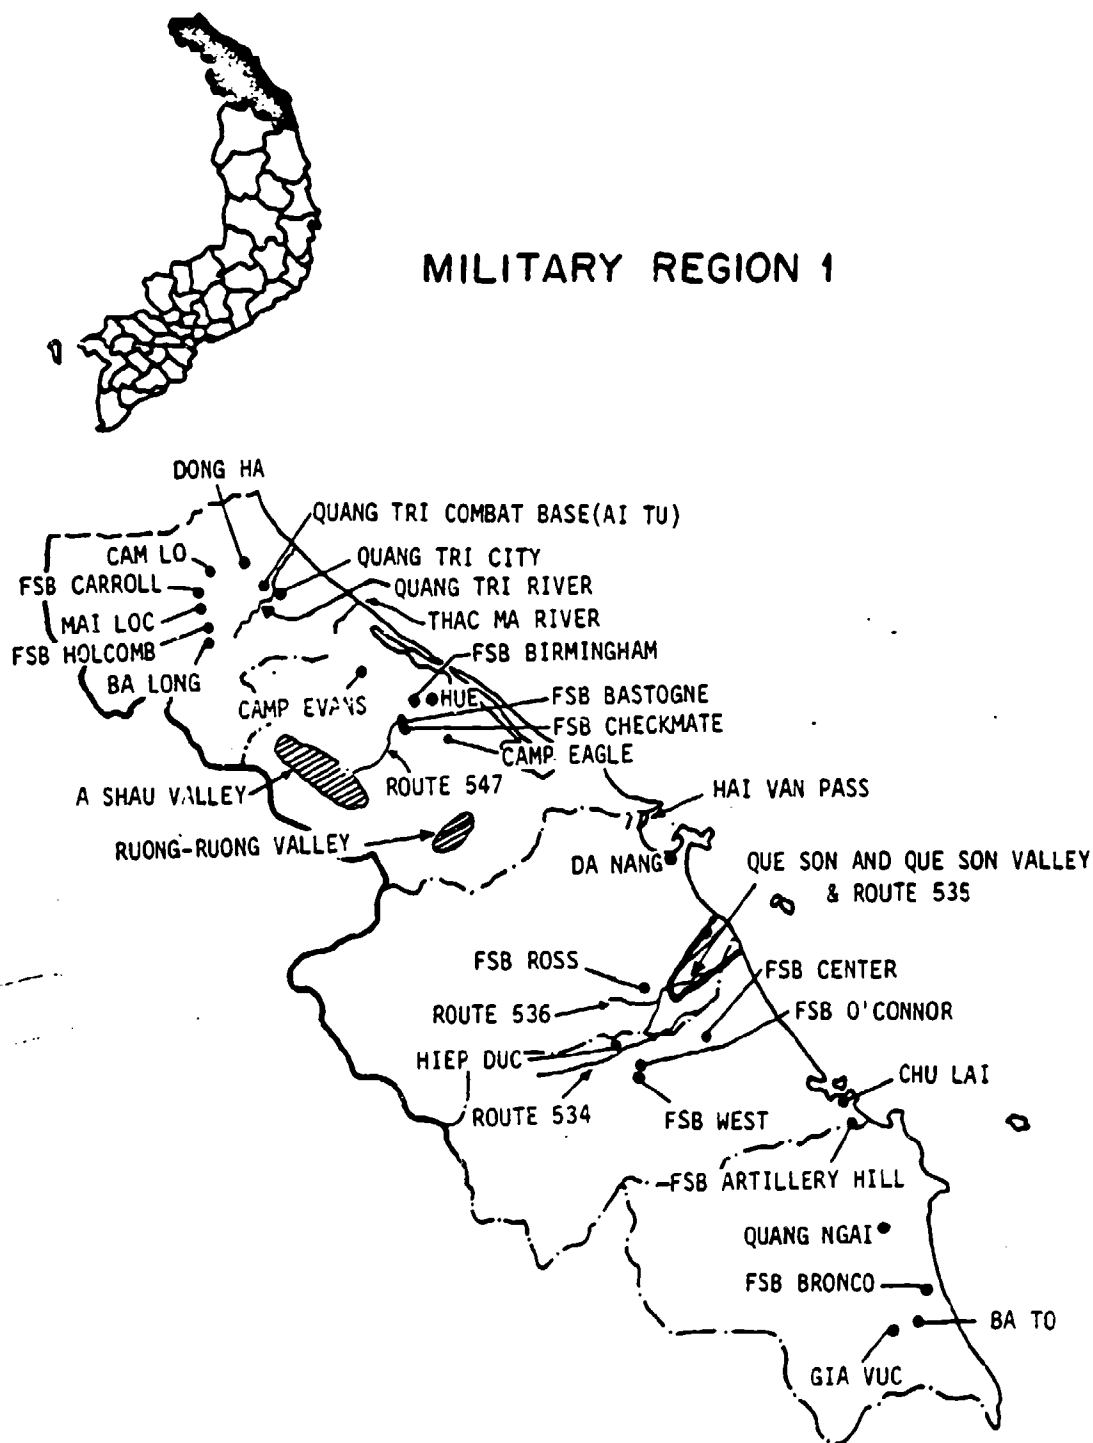 MILITARY REGION 1
DONG HA
QUANG TRI COMBAT BASE(AI TU)
CAM LO
QUANG TRI CITY
FSB CARROLL
QUANG TRI RIVER
MAI LOC
THAC MA RIVER
FSB HOLCOMB
FSB BIRMINGHAM
BA LONG
CAMP EVANS
HUE
FSB BASTOGNE
FSB CHECKMATE
CAMP EAGLE
A SHAU VALLEY
ROUTE 547
HAI VAN PASS
RUONG-RUONG VALLEY
DA NANG
QUE SON AND QUE SON VALLEY
& ROUTE 535
FSB ROSS
FSB CENTER
ROUTE 536
FSB O'CONNOR
HIEP DUC
CHU LAI
ROUTE 534
FSB WEST
FSB ARTILLERY HILL
QUANG NGAI
FSB BRONCO
BA TO
GIA VUC